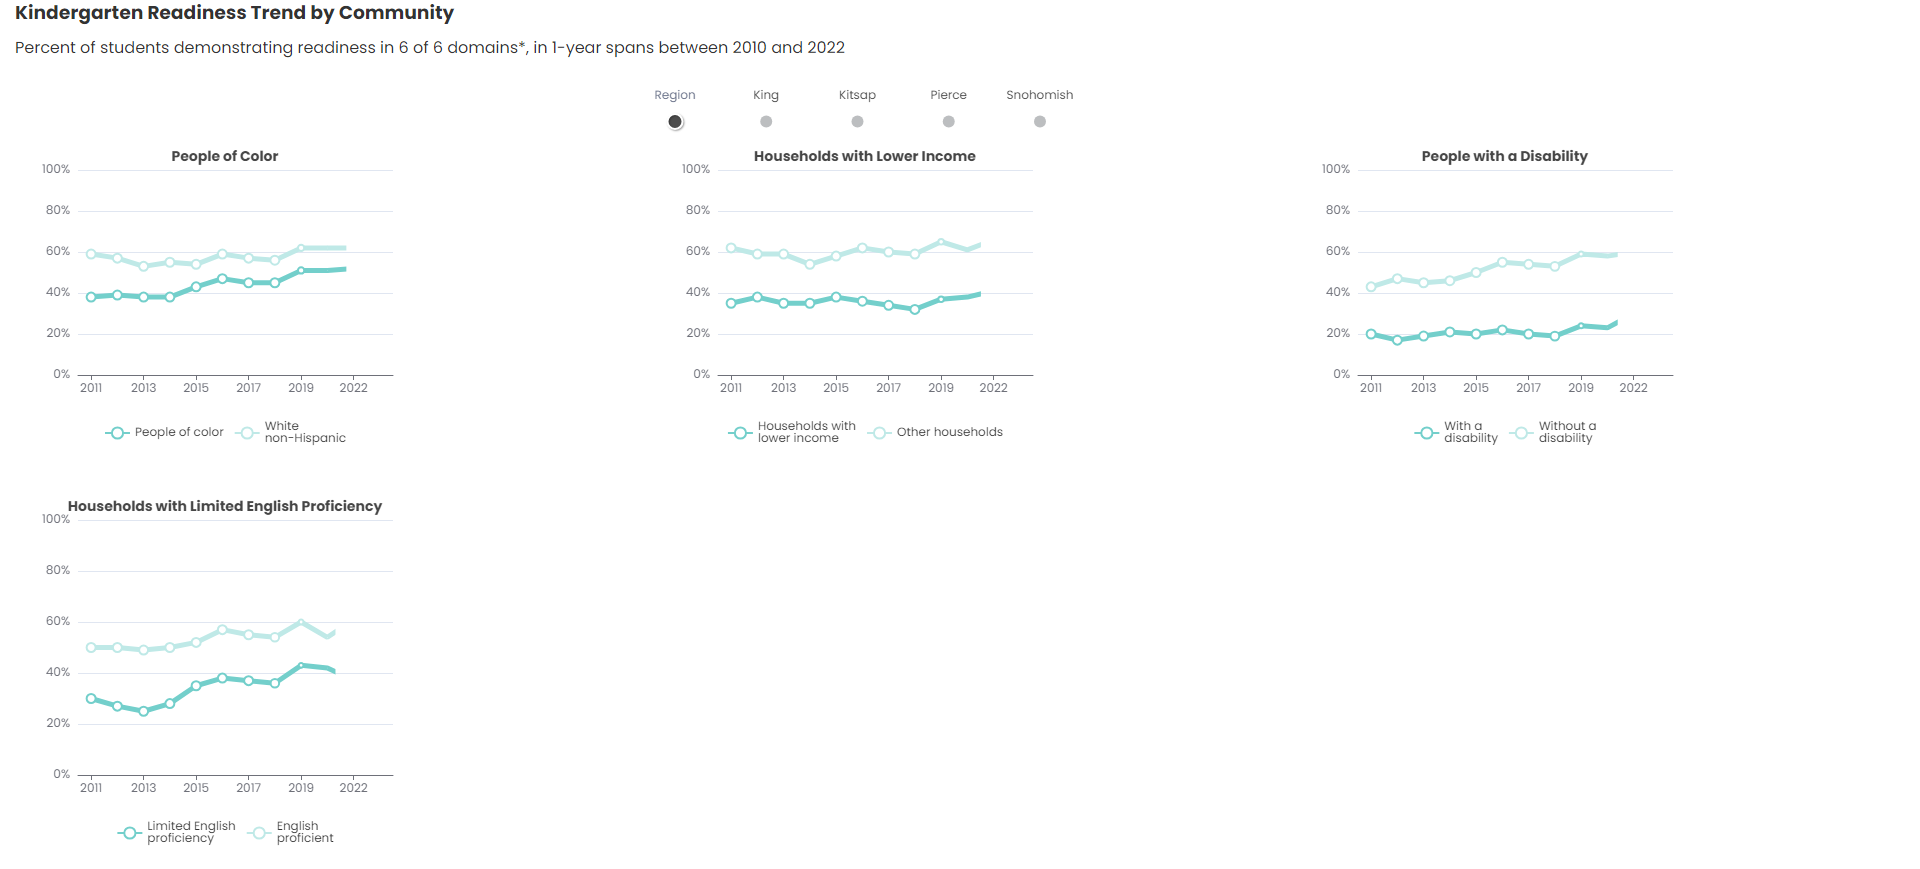 Kindergarten Readiness Trend by Community
Percent of students demonstrating readiness in 6 of 6 domains*, in 1-year spans between 2010 and 2022
Region King Kitsap Pierce Snohomish
People of Color
100%
80%
60%
40%
20%
0%
2011 2013 2015 2017 2019 2022
People of color
White
non-Hispanic
Households with Lower Income
100%
80%
60%
40%
20%
0%
2011 2013 2015 2017 2019 2022
Households with
lower income
Other households
People with a Disability
100%
80%
60%
40%
20%
0%
2011 2013 2015 2017 2019 2022
With a
disability
Without a
disability
Households with Limited English Proficiency
100%
80%
60%
40%
20%
0%
2011 2013 2015 2017 2019 2022
Limited English
proficiency
English
proficient